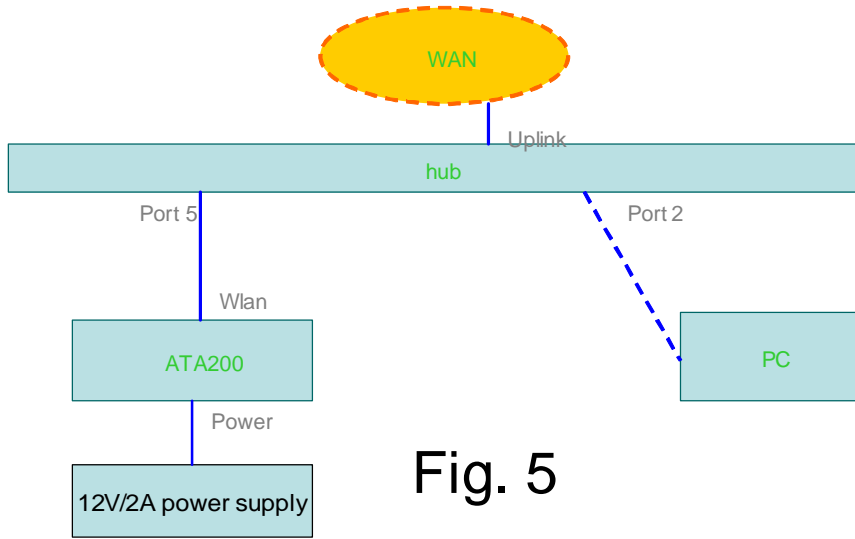 WAN
Uplink
hub
Port 5
Port 2
Wlan
ATA200
PC
Power
12V/2A power supply
Fig. 5